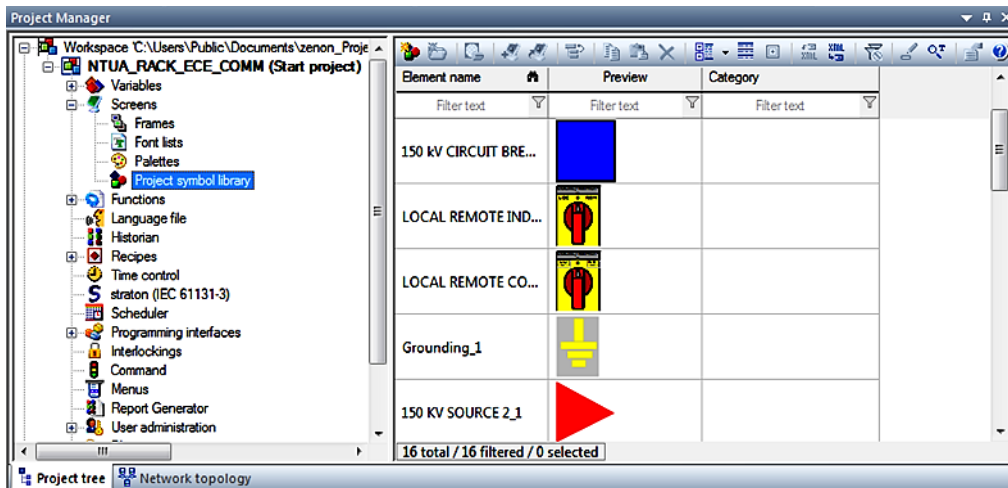 Project Manager
Workspace 'C:\Users\Public\Documents\zenon_Proje
NTUA_RACK_ECE_COMM (Start project)
Variables
Screens
Frames
Font lists
Palettes
Project symbol library
Functions
Language file
Historian
Recipes
Time control
straton (IEC 61131-3)
Scheduler
Programming interfaces
Interlockings
Command
Menus
Report Generator
User administration
Project tree
Network topology
Element name Preview Category
Filter text Filter text Filter text
150 kV CIRCUIT BRE...
LOCAL REMOTE IND...
LOCAL REMOTE CO...
Grounding_1
150 KV SOURCE 2_1
16 total / 16 filtered / 0 selected